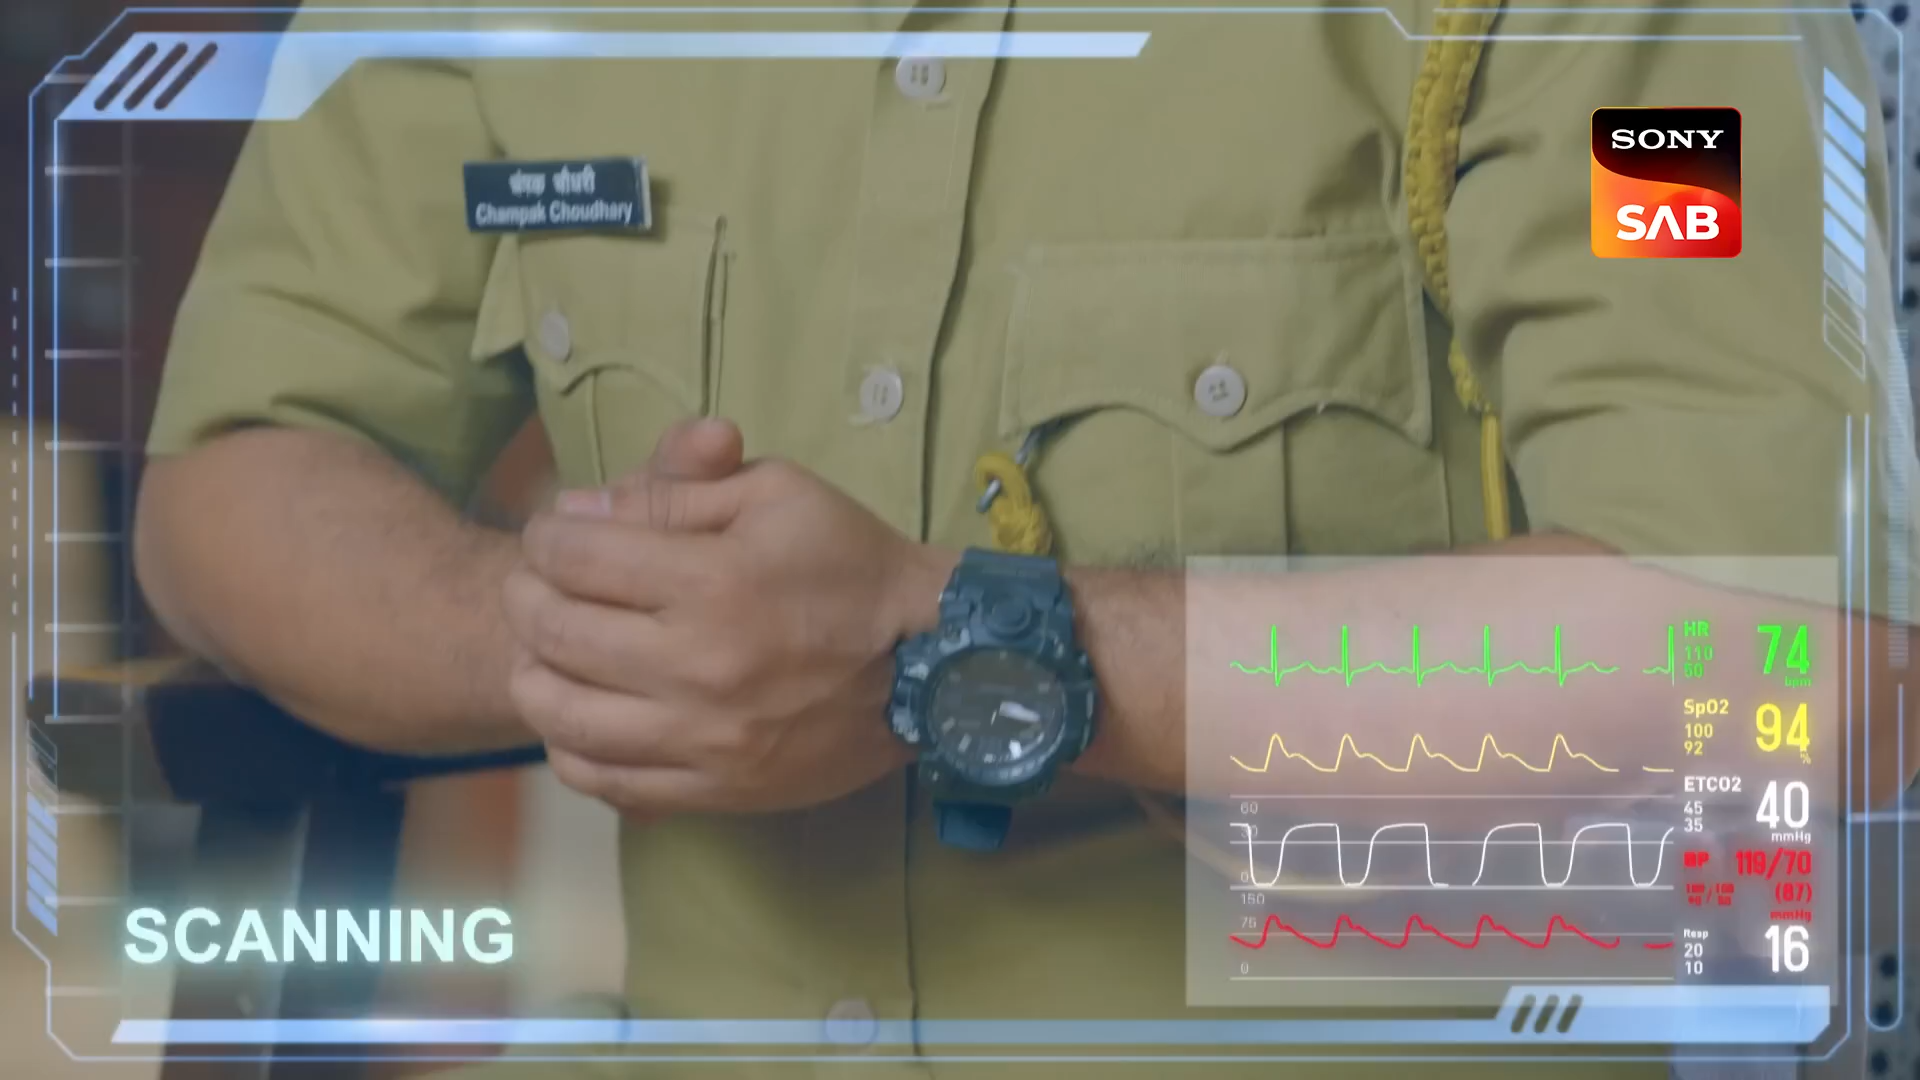 SONY
SAB
चंपक चौधरी
Champak Choudhary
HR
110
50
74
bpm
SpO2
100
92
94
%
ETCO2
45
35
40
mmHg
60
30
0
BP
119/70
(87)
mmHg
150
75
0
Resp
20
10
16
SCANNING